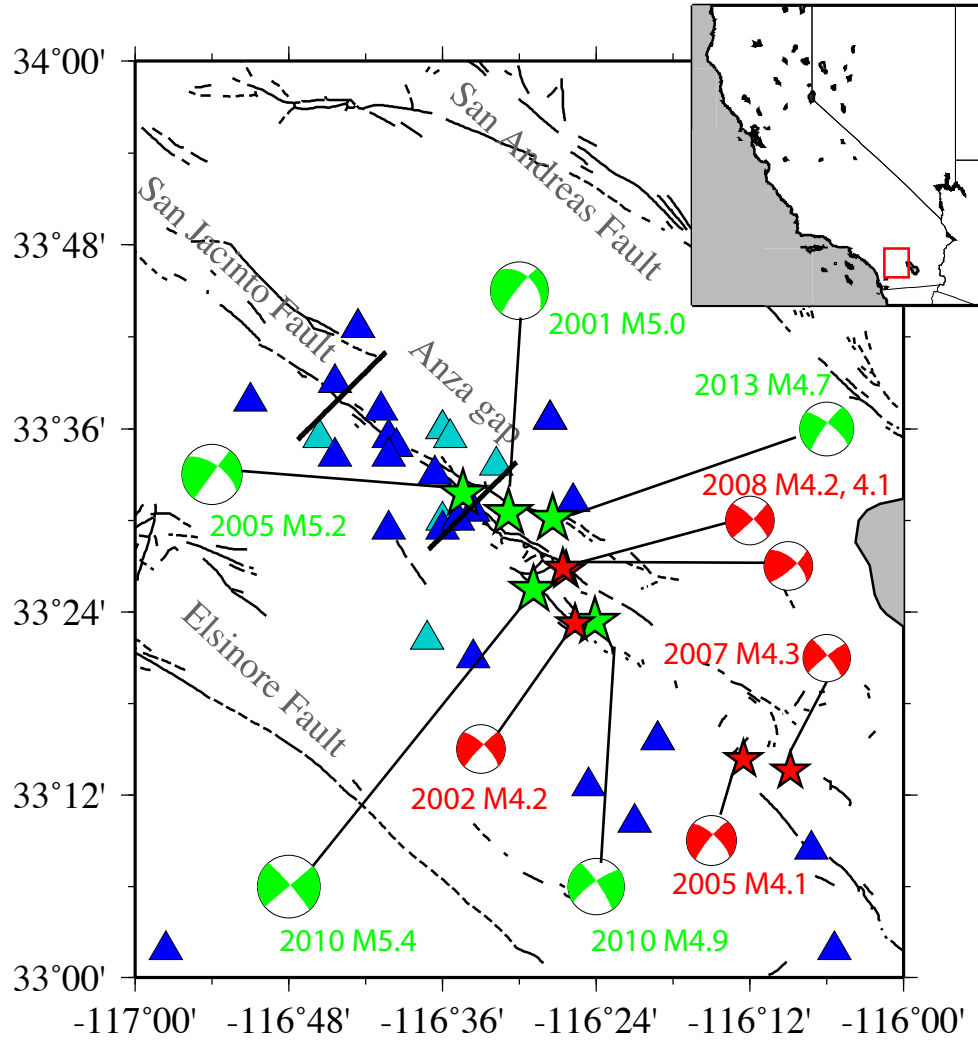 34°00'
San Andreas Fault
33°48'
San Jacinto Fault
2001 M5.0
Anza gap
2013 M4.7
33°36'
2008 M4.2, 4.1
2005 M5.2
33°24'
Elsinore Fault
2007 M4.3
33°12'
2002 M4.2
2005 M4.1
2010 M5.4
2010 M4.9
33°00'
-117°00' -116°48' -116°36' -116°24' -116°12' -116°00'